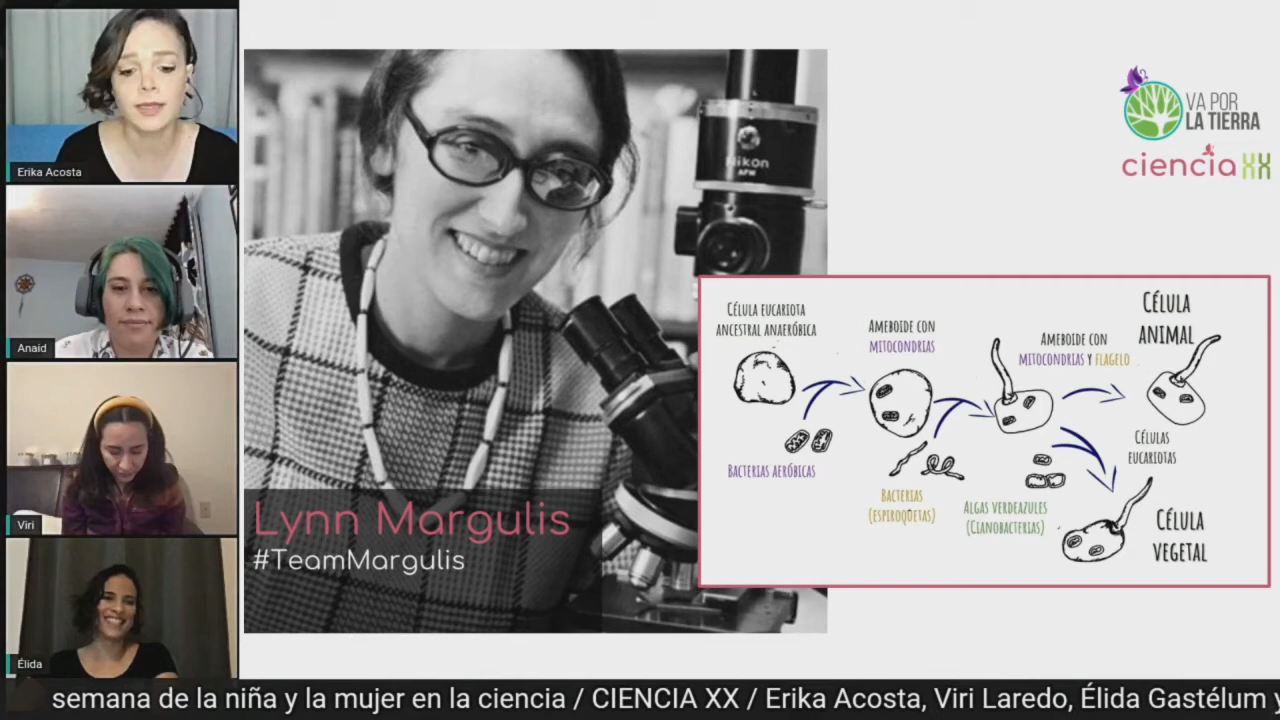 Erika Acosta
Anaid
Viri
Élida
Nikon
AFM
Lynn Margulis
#TeamMargulis
VA POR
LA TIERRA
ciencia XX
CÉLULA EUCARIOTA
ANCESTRAL ANAERÓBICA
BACTERIAS AERÓBICAS
AMEBOIDE CON
MITOCONDRIAS
BACTERIAS
(ESPIROQUETAS)
AMEBOIDE CON
MITOCONDRIAS Y FLAGELO
ALGAS VERDEAZULES
(CIANOBACTERIAS)
CÉLULA
ANIMAL
CÉLULAS
EUCARIOTAS
CÉLULA
VEGETAL
semana de la niña y la mujer en la ciencia / CIENCIA XX / Erika Acosta, Viri Laredo, Élida Gastélum y